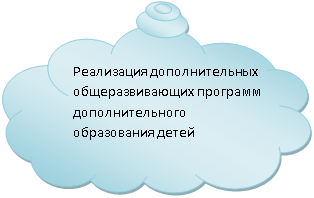 Реализация дополнительных
общеразвивающих программ
дополнительного
образования детей